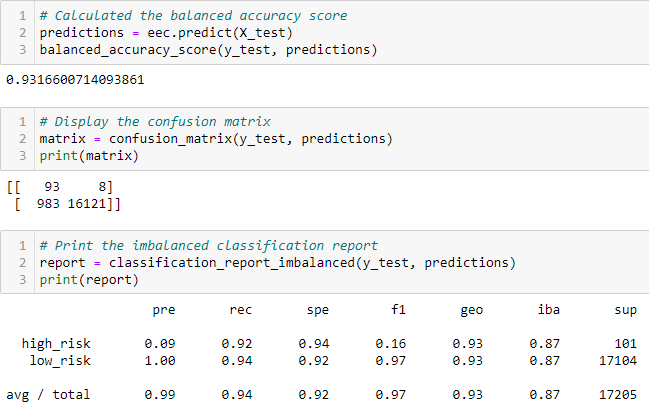 1 # Calculated the balanced accuracy score
2 predictions = eec.predict(X_test)
3 balanced_accuracy_score(y_test, predictions)
0.9316600714093861
1 # Display the confusion matrix
2 matrix = confusion_matrix(y_test, predictions)
3 print(matrix)
[[   93     8]
 [  983 16121]]
1 # Print the imbalanced classification report
2 report = classification_report_imbalanced(y_test, predictions)
3 print(report)
                   pre       rec       spe        f1       geo       iba       sup
  high_risk       0.09      0.92      0.94      0.16      0.93      0.87       101
   low_risk       1.00      0.94      0.92      0.97      0.93      0.87     17104
avg / total       0.99      0.94      0.92      0.97      0.93      0.87     17205